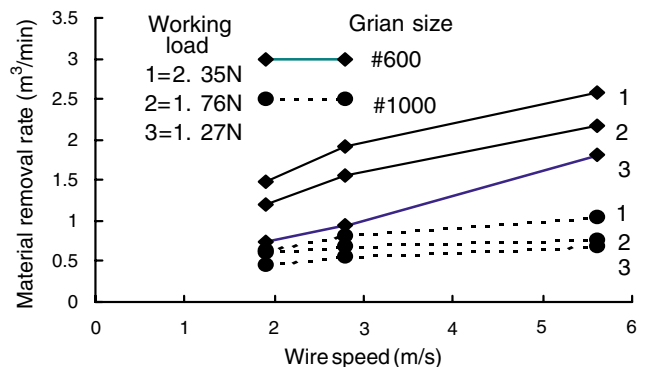 Working
load
1=2. 35N
2=1. 76N
3=1. 27N
Grian size
#600
#1000
Material removal rate (m³/min)
3.5
3
2.5
2
1.5
1
0.5
0
1
2
3
1
2
3
0 1 2 3 4 5 6
Wire speed (m/s)